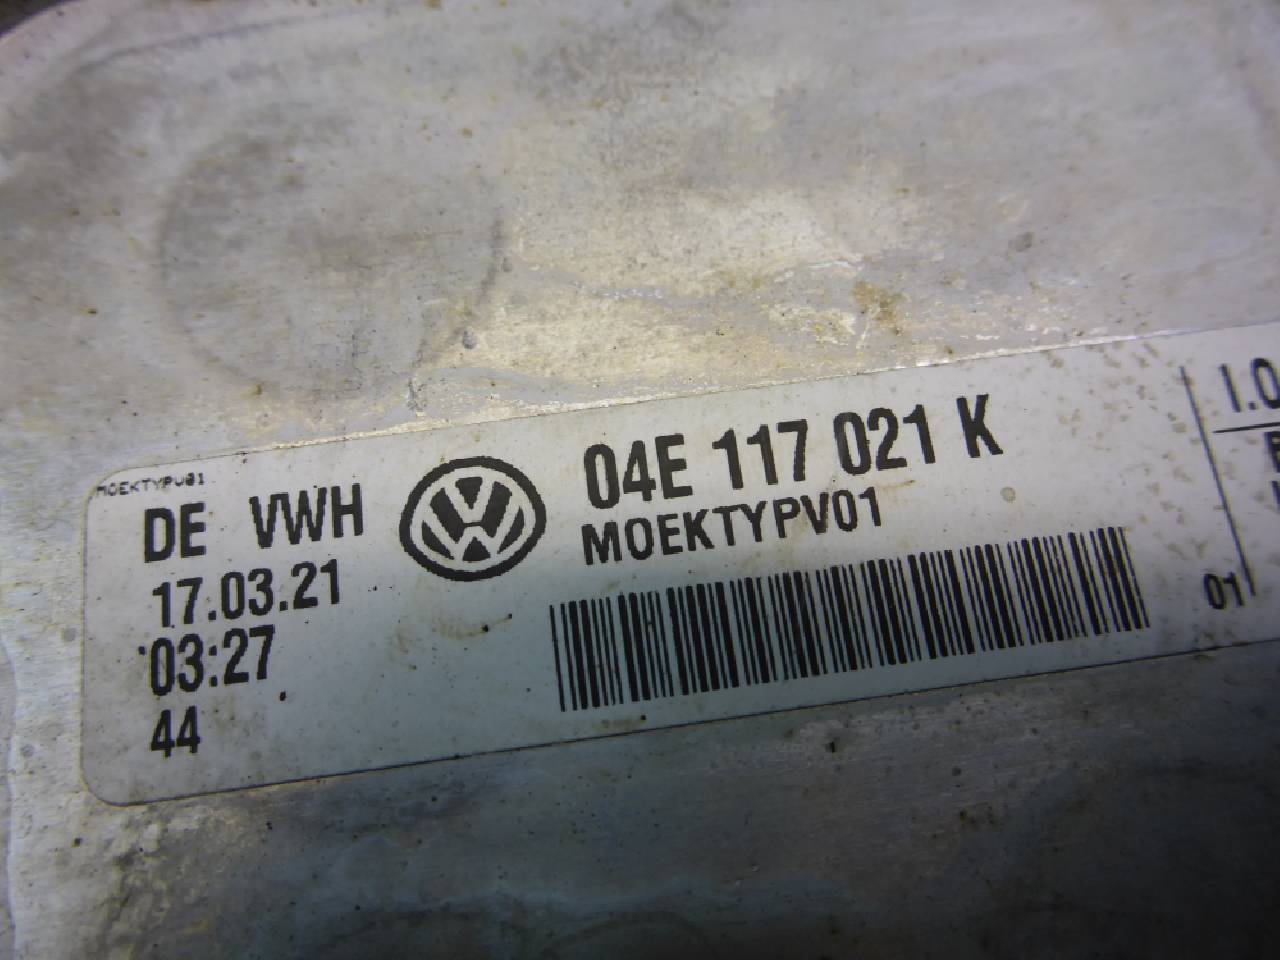 MOEKTYPV01
DE VWH
17.03.21
03:27
44
04E 117 021 K
MOEKTYPV01
01
I.O